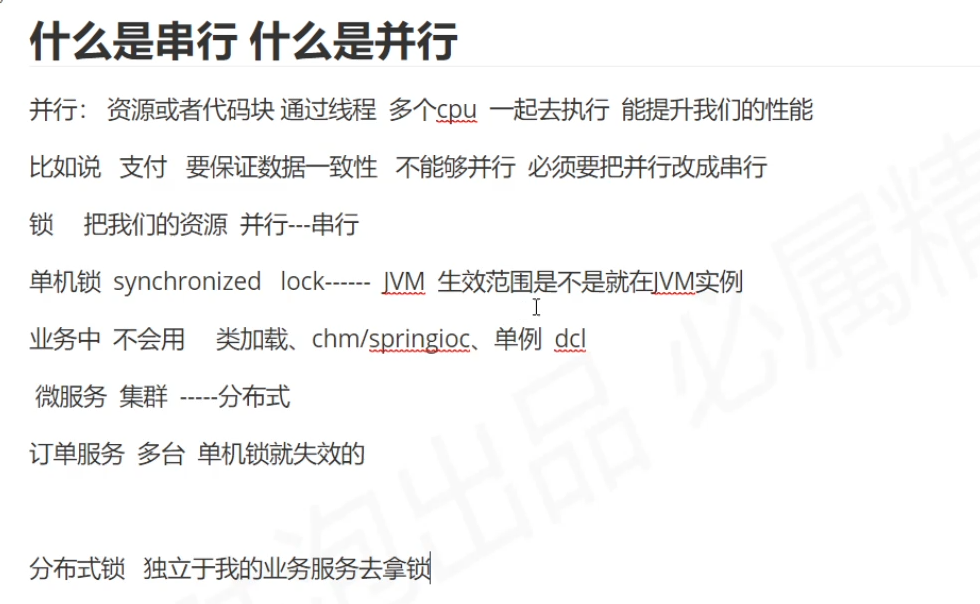 什么是串行 什么是并行
并行： 资源或者代码块 通过线程 多个cpu 一起去执行 能提升我们的性能
比如说 支付 要保证数据一致性 不能够并行 必须要把并行改成串行
锁 把我们的资源 并行---串行
单机锁 synchronized lock------ JVM 生效范围是不是就在JVM实例
业务中 不会用 类加载、chm/springioc、单例 dcl
微服务 集群 -----分布式
订单服务 多台 单机锁就失效的
分布式锁 独立于我的业务服务去拿锁
出品 必属精